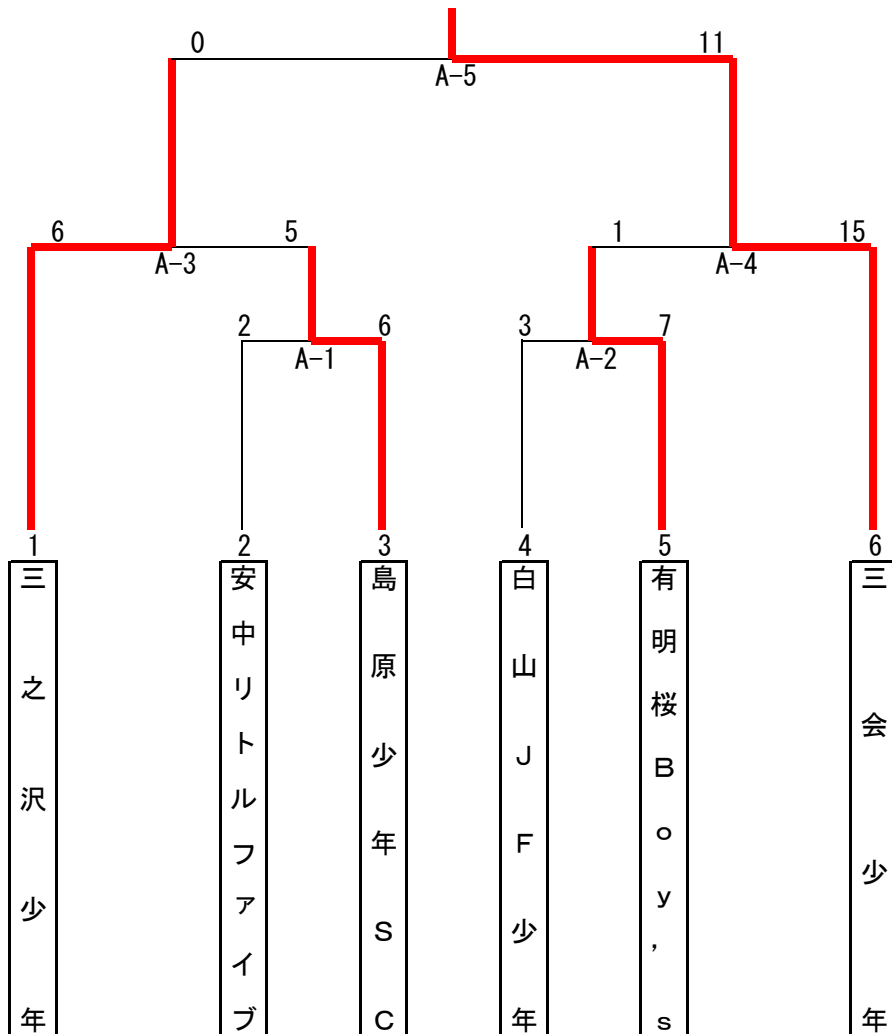 0 11
A-5
6 5 1 15
A-3 A-4
2 6 3 7
A-1 A-2
1 2 3 4 5 6
三之沢少年
安中リトルファイブ
島原少年SC
白山JF少年
有明桜Boy's
三会少年